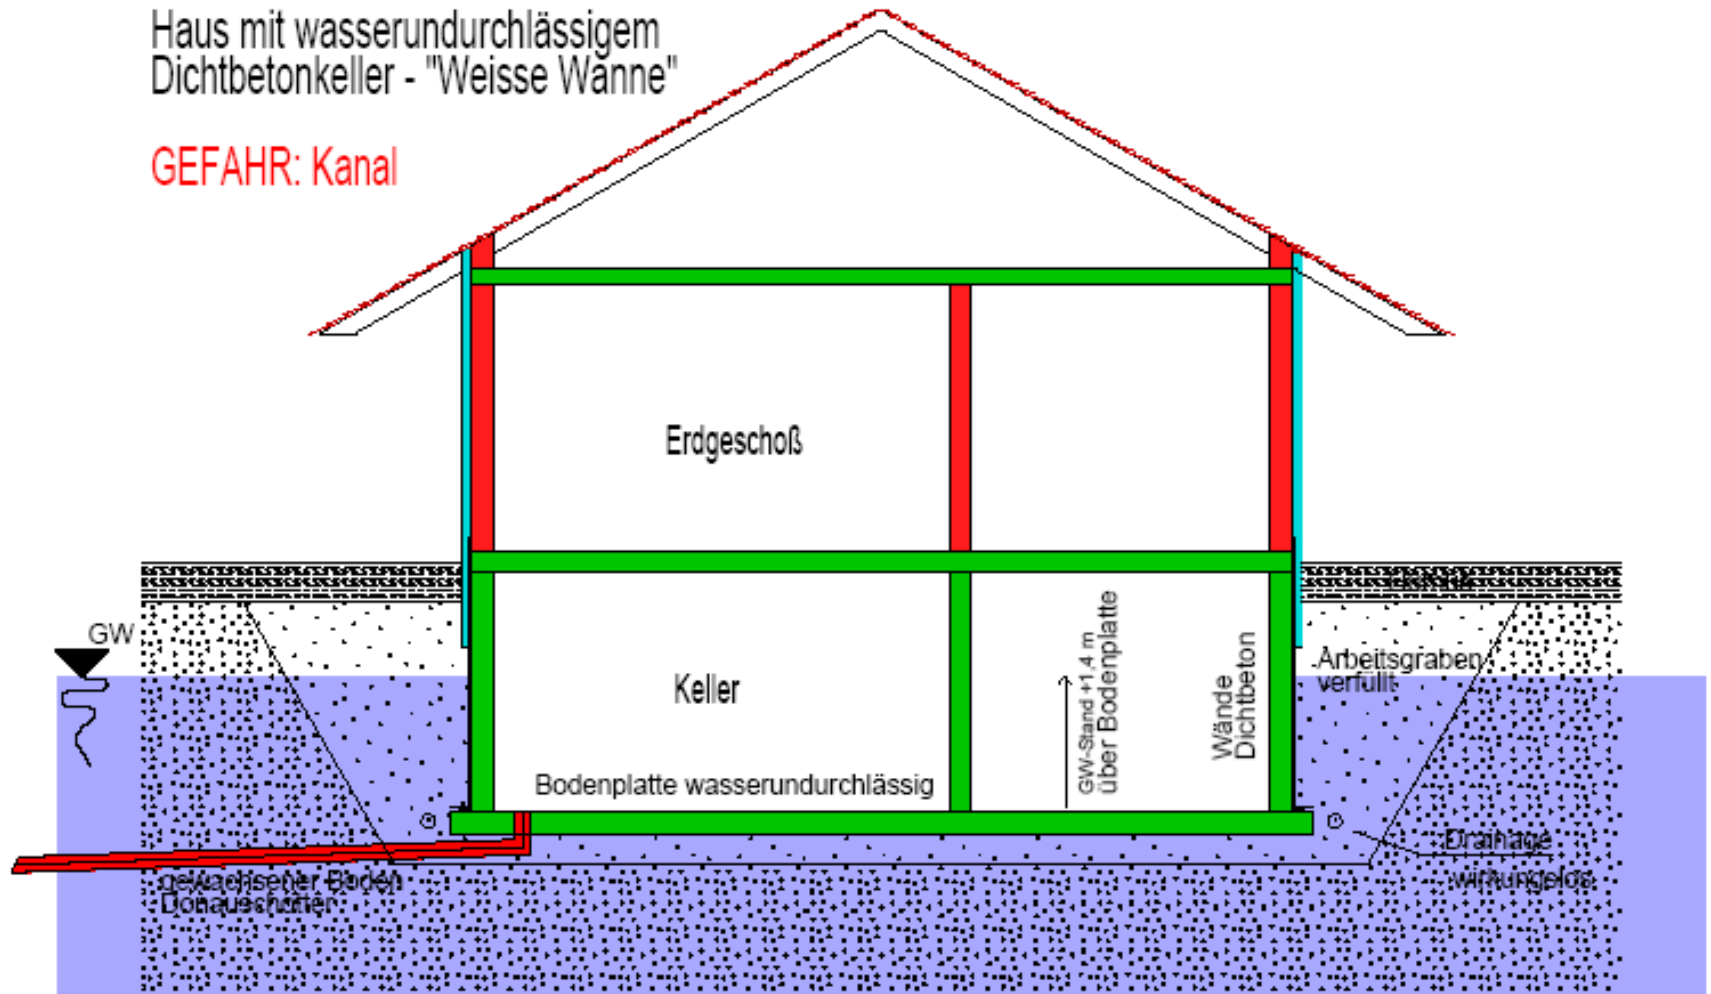 Haus mit wasserundurchlässigem
Dichtbetonkeller - "Weisse Wanne"
GEFAHR: Kanal
Erdgeschoß
GW
Keller
GW-Stand +1,4 m
über Bodenplatte
Wände
Dichtbeton
Arbeitsgraben
verfüllt
Bodenplatte wasserundurchlässig
Drainage
wirkungslos
gewachsener Boden
Donauschotter